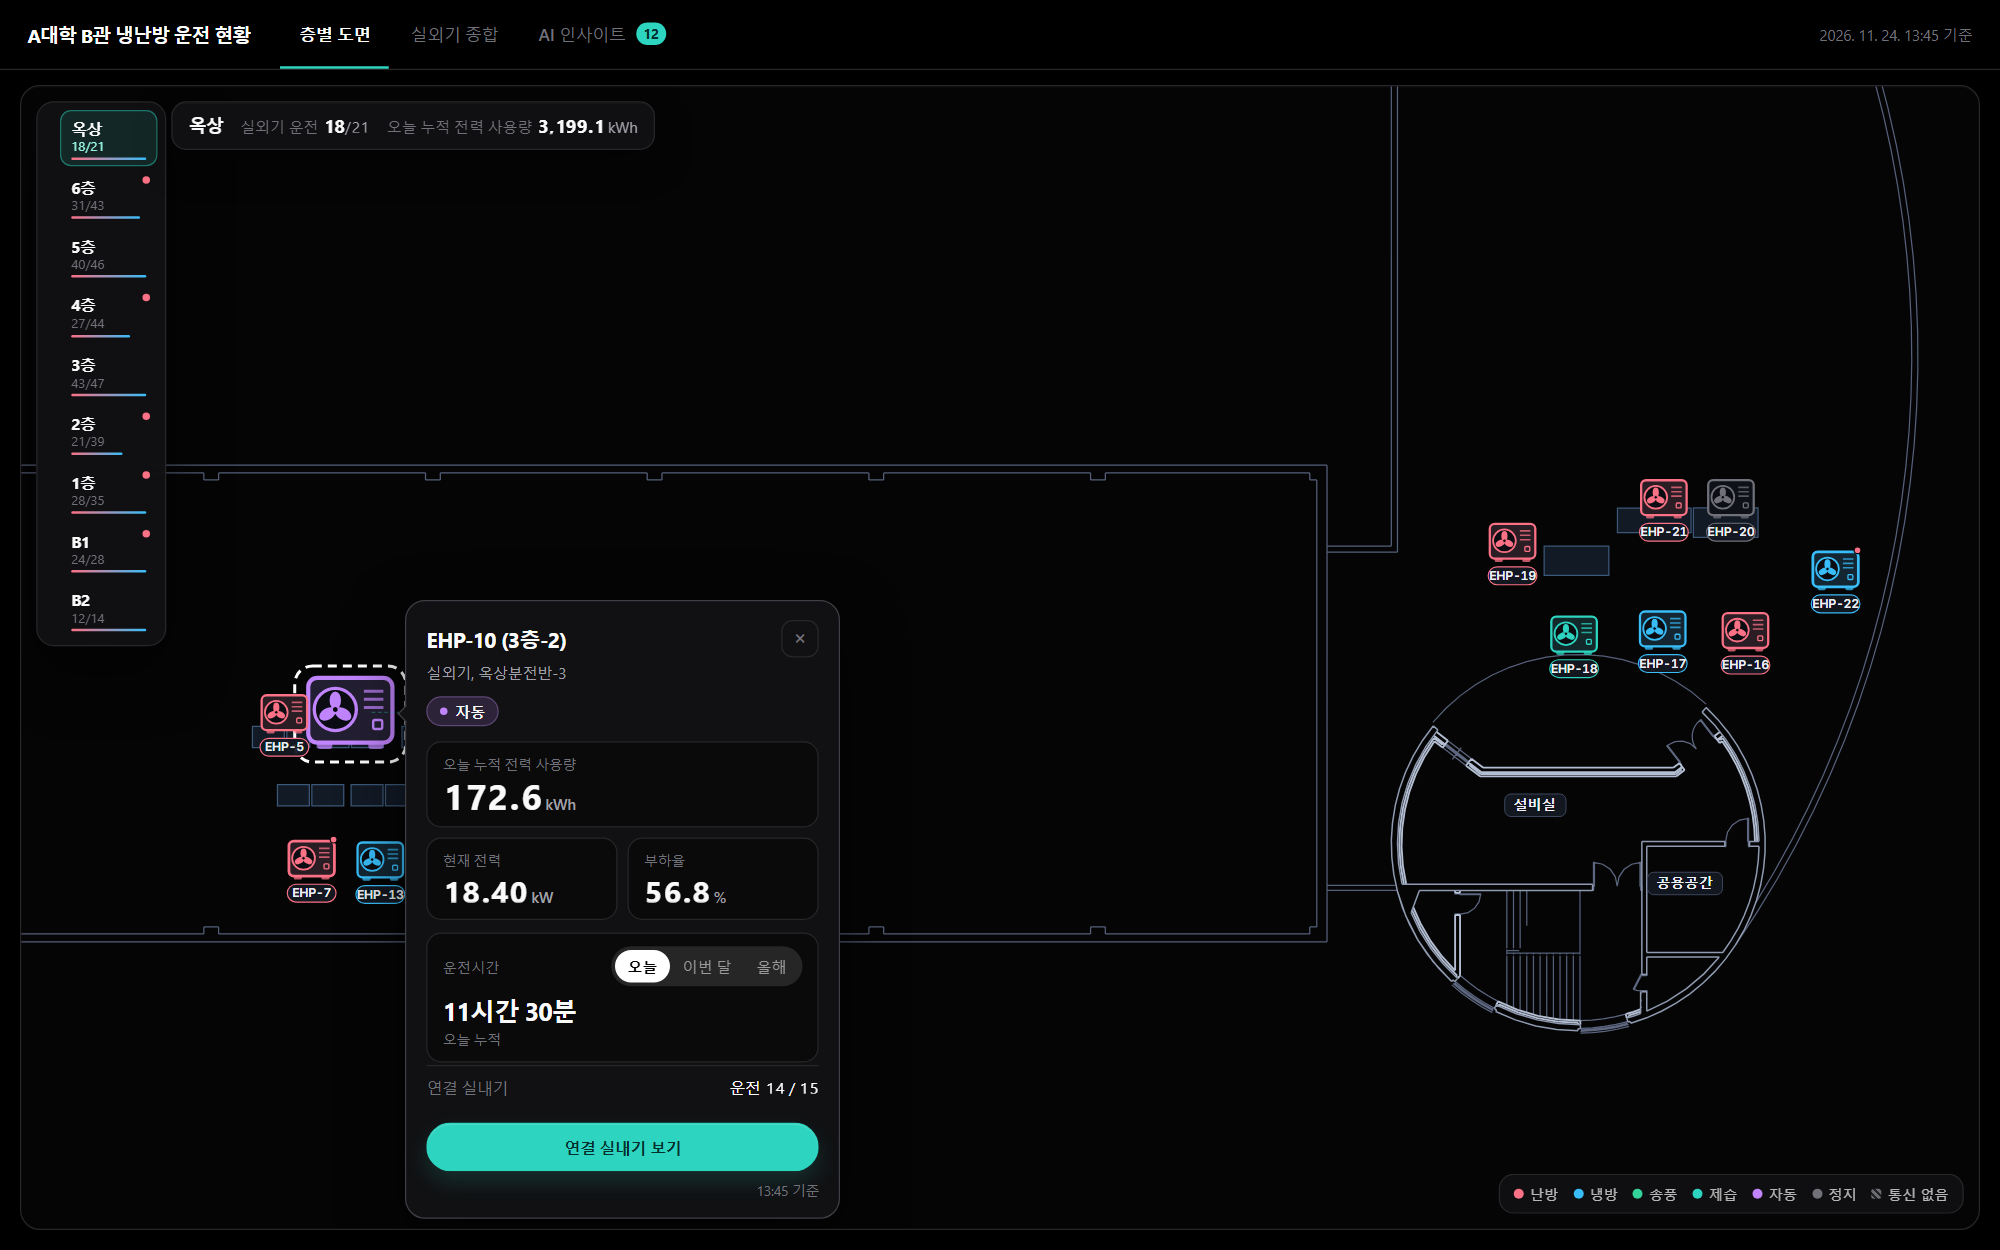 A대학 B관 냉난방 운전 현황
층별 도면
실외기 종합
AI 인사이트 12
2026. 11. 24. 13:45 기준
옥상
18/21
6층
31/43
5층
40/46
4층
27/44
3층
43/47
2층
21/39
1층
28/35
B1
24/28
B2
12/14
옥상 실외기 운전 18/21 오늘 누적 전력 사용량 3,199.1 kWh
EHP-21
EHP-20
EHP-19
EHP-22
EHP-18
EHP-17
EHP-16
EHP-5
EHP-7
EHP-13
설비실
공용공간
EHP-10 (3층-2)
×
실외기, 옥상분전반-3
자동
오늘 누적 전력 사용량
172.6 kWh
현재 전력
18.40 kW
부하율
56.8 %
운전시간
오늘 이번 달 올해
11시간 30분
오늘 누적
연결 실내기 운전 14 / 15
연결 실내기 보기
13:45 기준
난방 냉방 송풍 제습 자동 정지 통신 없음